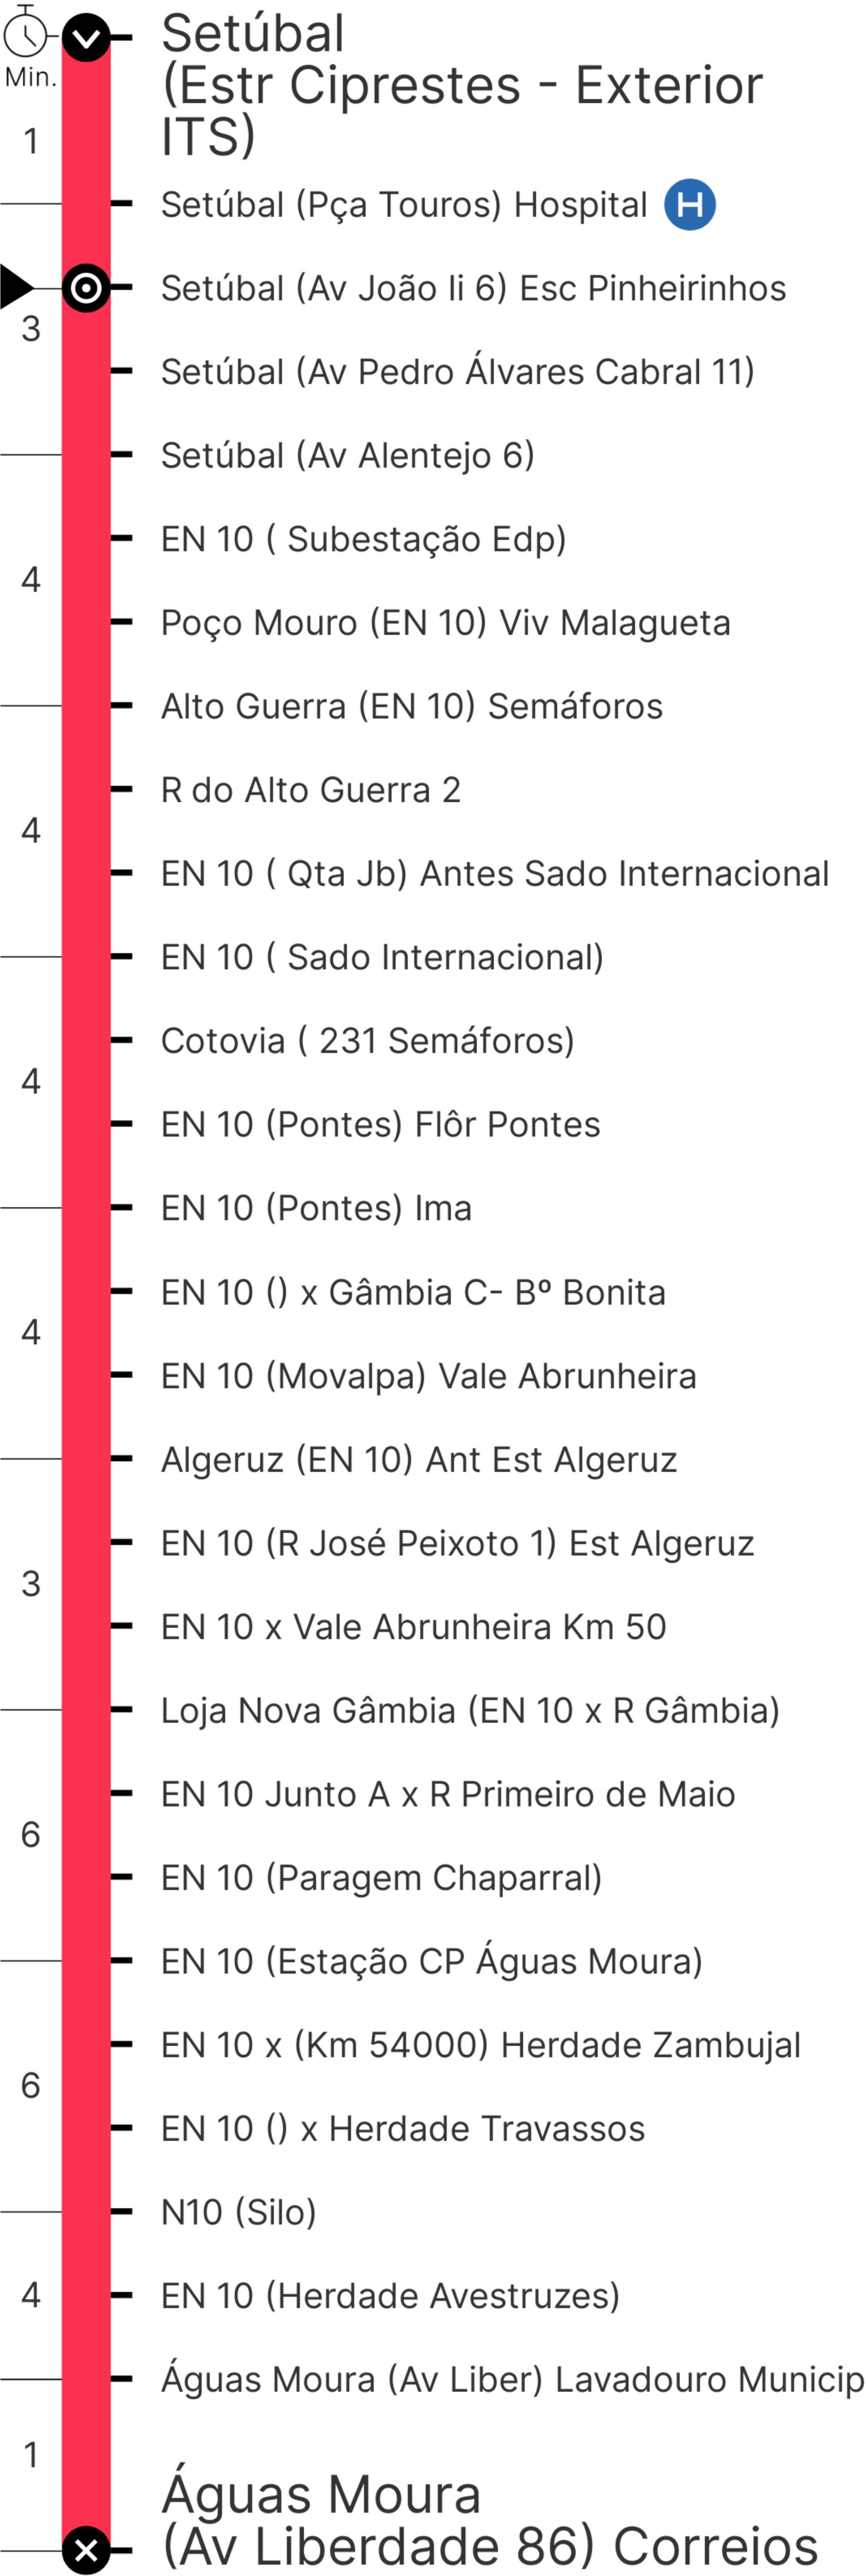 Min.
Setúbal
(Estr Ciprestes - Exterior
ITS)
1
Setúbal (Pça Touros) Hospital H
Setúbal (Av João Ii 6) Esc Pinheirinhos
3
Setúbal (Av Pedro Álvares Cabral 11)
Setúbal (Av Alentejo 6)
EN 10 ( Subestação Edp)
4
Poço Mouro (EN 10) Viv Malagueta
Alto Guerra (EN 10) Semáforos
R do Alto Guerra 2
4
EN 10 ( Qta Jb) Antes Sado Internacional
EN 10 ( Sado Internacional)
Cotovia ( 231 Semáforos)
4
EN 10 (Pontes) Flôr Pontes
EN 10 (Pontes) Ima
EN 10 () x Gâmbia C- Bº Bonita
4
EN 10 (Movalpa) Vale Abrunheira
Algeruz (EN 10) Ant Est Algeruz
EN 10 (R José Peixoto 1) Est Algeruz
3
EN 10 x Vale Abrunheira Km 50
Loja Nova Gâmbia (EN 10 x R Gâmbia)
EN 10 Junto A x R Primeiro de Maio
6
EN 10 (Paragem Chaparral)
EN 10 (Estação CP Águas Moura)
EN 10 x (Km 54000) Herdade Zambujal
6
EN 10 () x Herdade Travassos
N10 (Silo)
4
EN 10 (Herdade Avestruzes)
Águas Moura (Av Liber) Lavadouro Municip
1
Águas Moura
(Av Liberdade 86) Correios